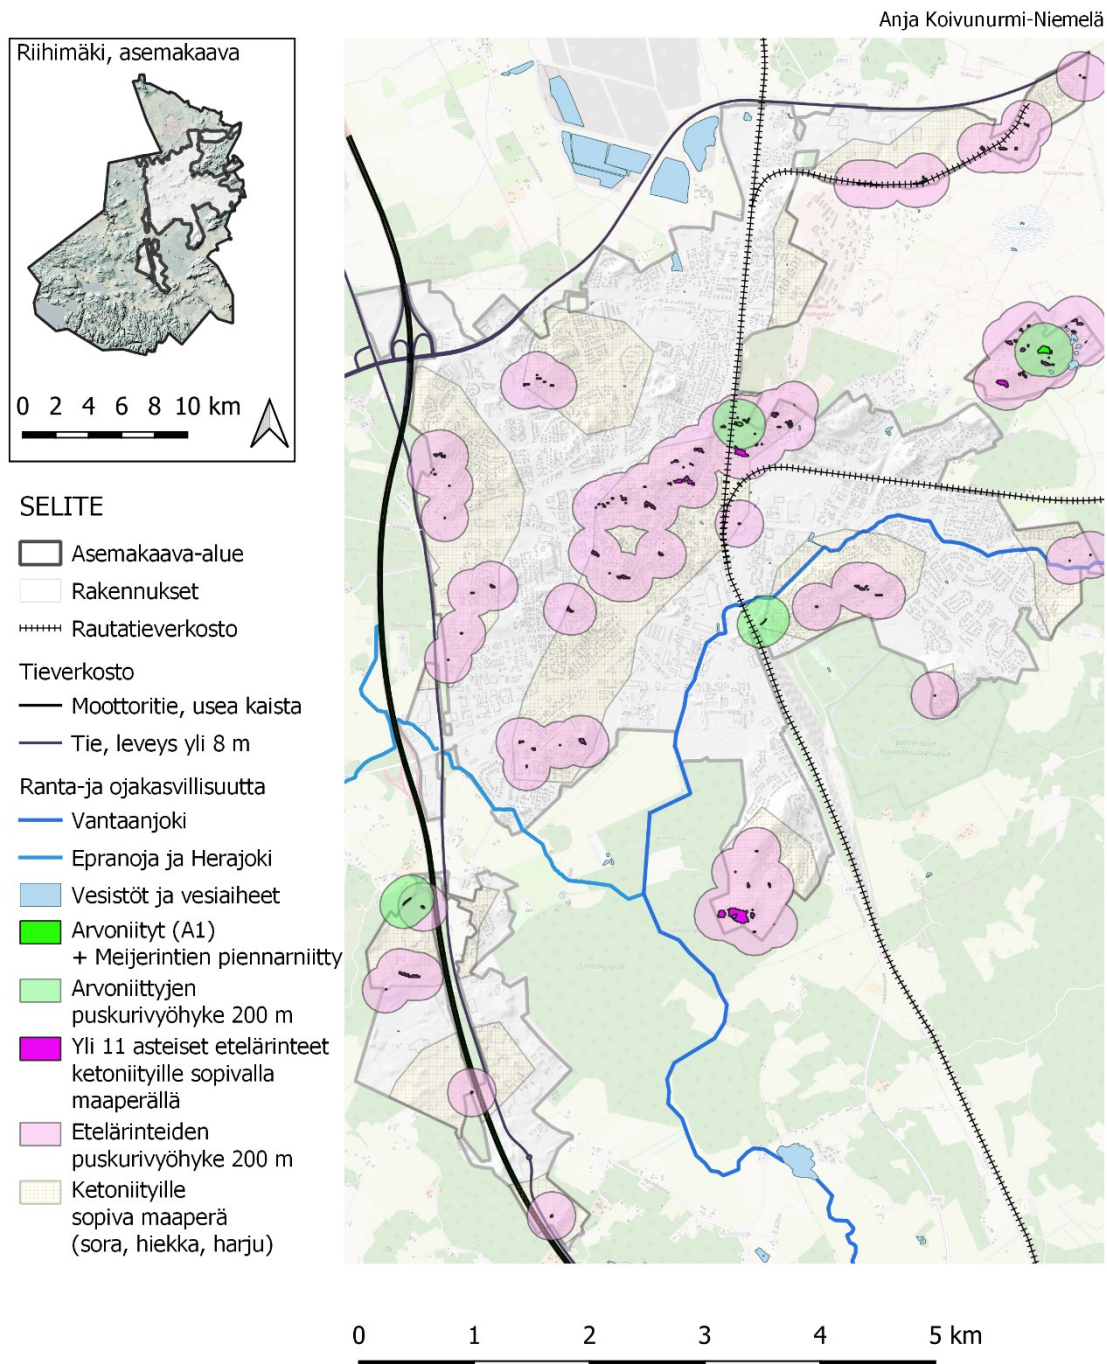 Anja Koivunurmi-Niemelä
Riihimäki, asemakaava
0 2 4 6 8 10 km
SELITE
Asemakaava-alue
Rakennukset
Rautatieverkosto
Tieverkosto
Moottoritie, usea kaista
Tie, leveys yli 8 m
Ranta-ja ojakasvillisuutta
Vantaanjoki
Epranoja ja Herajoki
Vesistöt ja vesiaiheet
Arvoniityt (A1)
+ Meijerintien piennarniitty
Arvoniittyjen
puskurivyöhyke 200 m
Yli 11 asteiset etelärinteet
ketoniityille sopivalla
maaperällä
Etelärinteiden
puskurivyöhyke 200 m
Ketoniityille
sopiva maaperä
(sora, hiekka, harju)
0 1 2 3 4 5 km